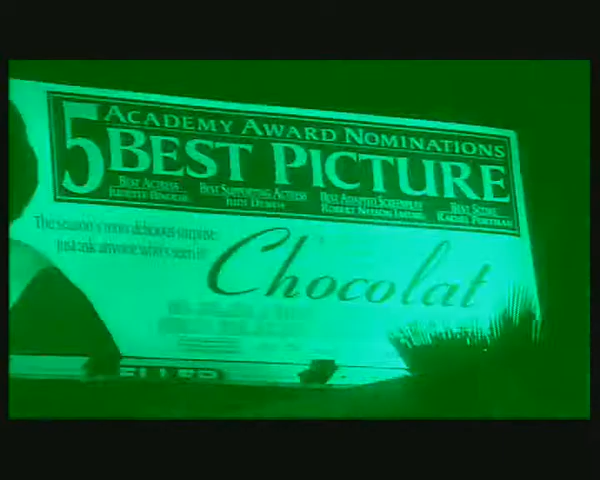 5 ACADEMY AWARD NOMINATIONS
BEST PICTURE
BEST ACTRESS
JULIETTE BINOCHE
BEST SUPPORTING ACTRESS
JUDI DENCH
BEST ADAPTED SCREENPLAY
ROBERT NELSON JACOBS
BEST SCORE
RACHEL PORTMAN
The season's most delicious surprise:
just ask anyone who's seen it!
Chocolat